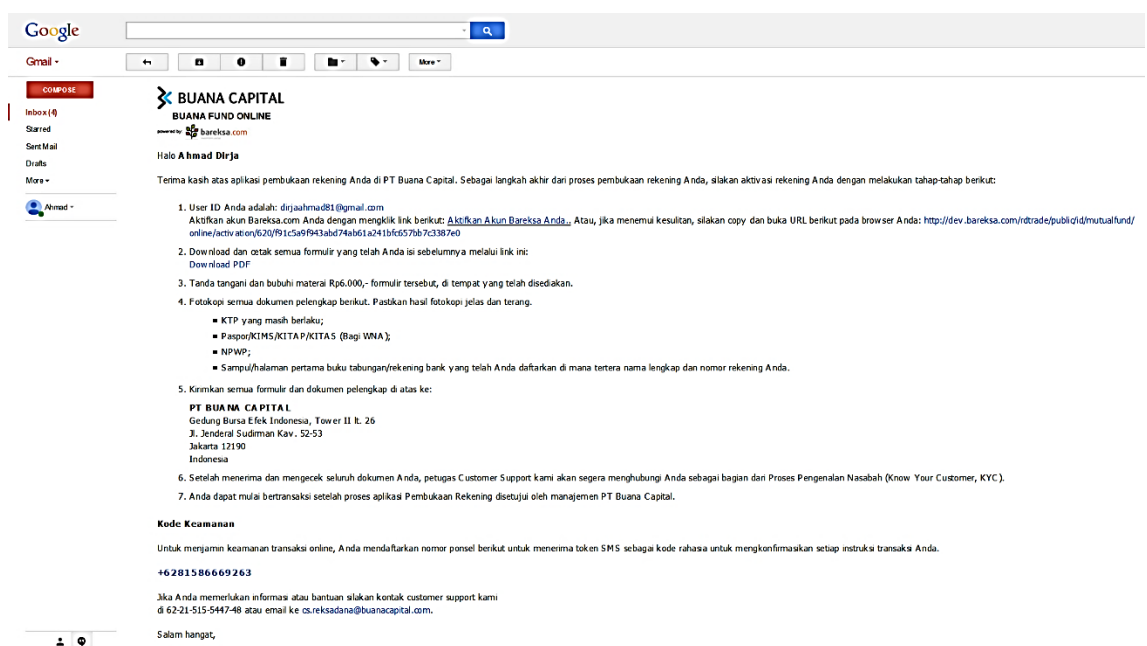 Google
Gmail
More
COMPOSE
Inbox (4)
Starred
Sent Mail
Drafts
More
Ahmad
BUANA CAPITAL
BUANA FUND ONLINE
powered by bareksa.com
Halo Ahmad Dirja
Terima kasih atas aplikasi pembukaan rekening Anda di PT Buana Capital. Sebagai langkah akhir dari proses pembukaan rekening Anda, silakan aktivasi rekening Anda dengan melakukan tahap-tahap berikut:
1. User ID Anda adalah: dirjaahmad81@gmail.com
Aktifkan akun Bareksa.com Anda dengan mengklik link berikut: Aktifkan Akun Bareksa Anda.. Atau, jika menemui kesulitan, silakan copy dan buka URL berikut pada browser Anda: http://dev.bareksa.com/rdtrade/public/id/mutualfund/
online/activation/620/f91c5a9f943abd74ab61a241bfc657bb7c3387e0
2. Download dan cetak semua formulir yang telah Anda isi sebelumnya melalui link ini:
Download PDF
3. Tanda tangani dan bubuhi materai Rp6.000,- formulir tersebut, di tempat yang telah disediakan.
4. Fotokopi semua dokumen pelengkap berikut. Pastikan hasil fotokopi jelas dan terang.
KTP yang masih berlaku;
Paspor/KIMS/KITAP/KITAS (Bagi WNA);
NPWP;
Sampul/halaman pertama buku tabungan/rekening bank yang telah Anda daftarkan di mana tertera nama lengkap dan nomor rekening Anda.
5. Kirimkan semua formulir dan dokumen pelengkap di atas ke:
PT BUANA CAPITAL
Gedung Bursa Efek Indonesia, Tower II lt. 26
Jl. Jenderal Sudirman Kav. 52-53
Jakarta 12190
Indonesia
6. Setelah menerima dan mengecek seluruh dokumen Anda, petugas Customer Support kami akan segera menghubungi Anda sebagai bagian dari Proses Pengenalan Nasabah (Know Your Customer, KYC).
7. Anda dapat mulai bertransaksi setelah proses aplikasi Pembukaan Rekening disetujui oleh manajemen PT Buana Capital.
Kode Keamanan
Untuk menjamin keamanan transaksi online, Anda mendaftarkan nomor ponsel berikut untuk menerima token SMS sebagai kode rahasia untuk mengkonfirmasikan setiap instruksi transaksi Anda.
+6281586669263
Jika Anda memerlukan informasi atau bantuan silakan kontak customer support kami
di 62-21-515-5447-48 atau email ke cs.reksadana@buanacapital.com.
Salam hangat,